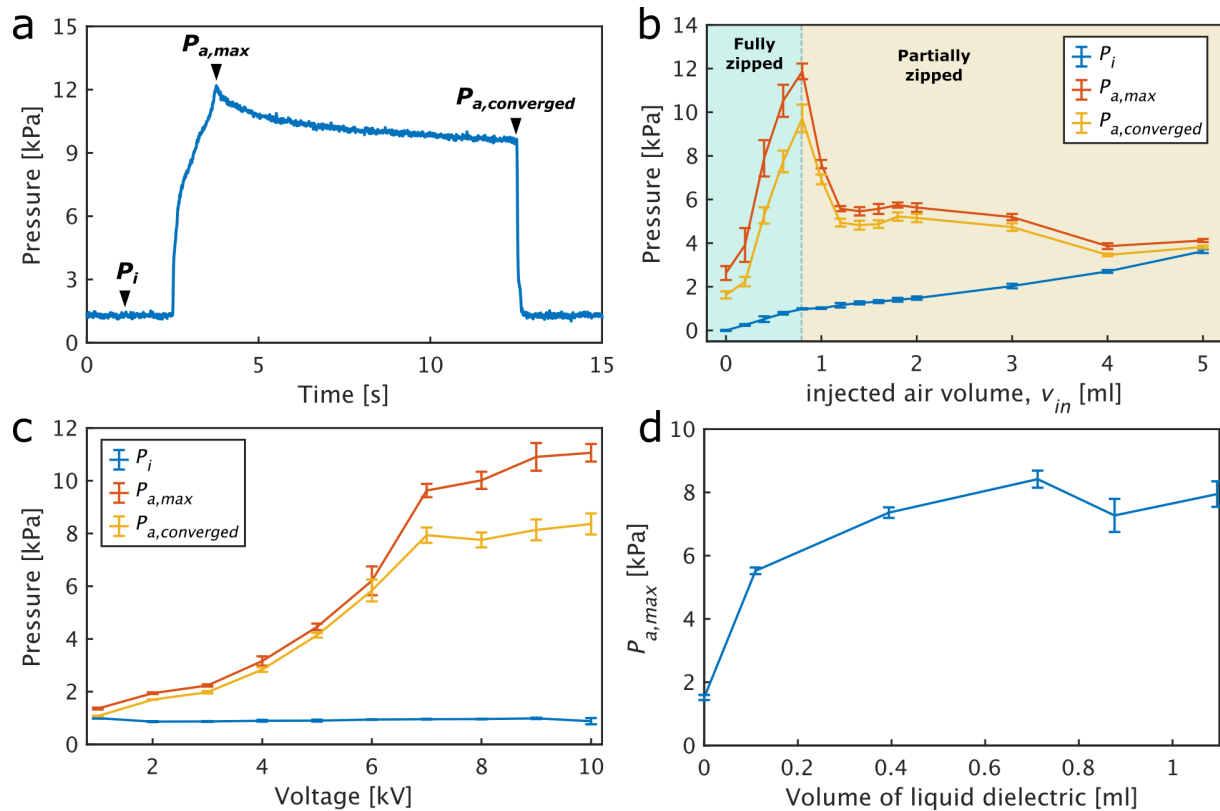 a
P_a,max
P_a,converged
P_i
15
12
9
6
3
0
Pressure [kPa]
0
5
10
15
Time [s]
b
Fully
zipped
Partially
zipped
P_i
P_a,max
P_a,converged
14
12
10
8
6
4
2
0
Pressure [kPa]
0
1
2
3
4
5
injected air volume, v_in [ml]
c
P_i
P_a,max
P_a,converged
12
10
8
6
4
2
0
Pressure [kPa]
2
4
6
8
10
Voltage [kV]
d
10
8
6
4
2
0
P_a,max [kPa]
0
0.2
0.4
0.6
0.8
1
Volume of liquid dielectric [ml]